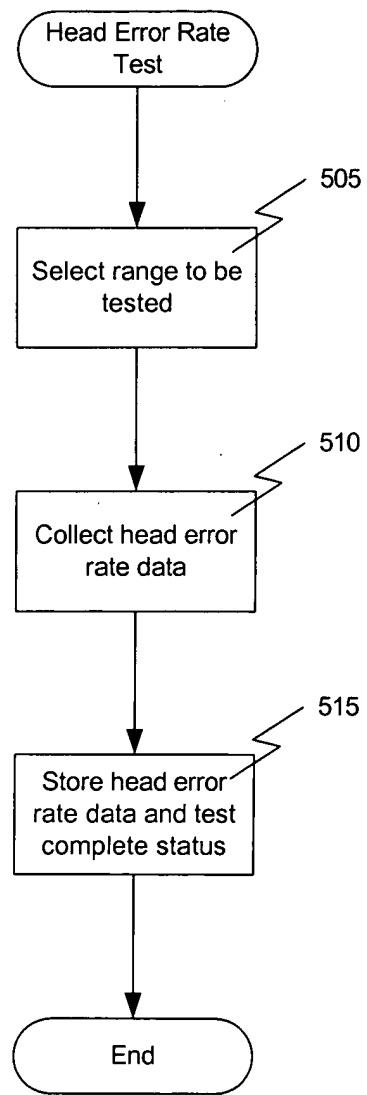 Head Error Rate
Test
505
Select range to be
tested
510
Collect head error
rate data
515
Store head error
rate data and test
complete status
End